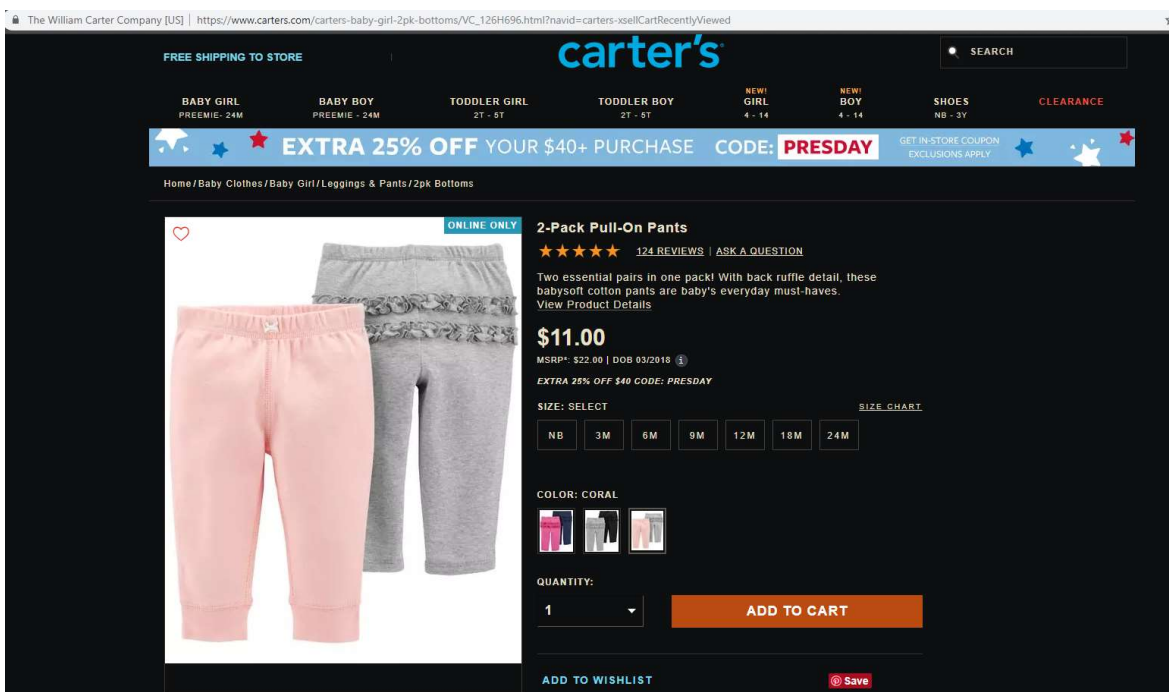 The William Carter Company [US] | https://www.carters.com/carters-baby-girl-2pk-bottoms/VC_126H696.html?navid=carters-xsellCartRecentlyViewed
FREE SHIPPING TO STORE
carter's
SEARCH
BABY GIRL
PREEMIE- 24M
BABY BOY
PREEMIE - 24M
TODDLER GIRL
2T - 5T
TODDLER BOY
2T - 5T
NEW!
GIRL
4 - 14
NEW!
BOY
4 - 14
SHOES
NB - 3Y
CLEARANCE
EXTRA 25% OFF YOUR $40+ PURCHASE CODE: PRESDAY
GET IN-STORE COUPON
EXCLUSIONS APPLY
Home/Baby Clothes/Baby Girl/Leggings & Pants/2pk Bottoms
ONLINE ONLY
2-Pack Pull-On Pants
124 REVIEWS | ASK A QUESTION
Two essential pairs in one pack! With back ruffle detail, these
babysoft cotton pants are baby's everyday must-haves.
View Product Details
$11.00
MSRP*: $22.00 | DOB 03/2018 i
EXTRA 25% OFF $40 CODE: PRESDAY
SIZE: SELECT
SIZE CHART
NB 3M 6M 9M 12M 18M 24M
COLOR: CORAL
QUANTITY:
1
ADD TO CART
ADD TO WISHLIST
Save